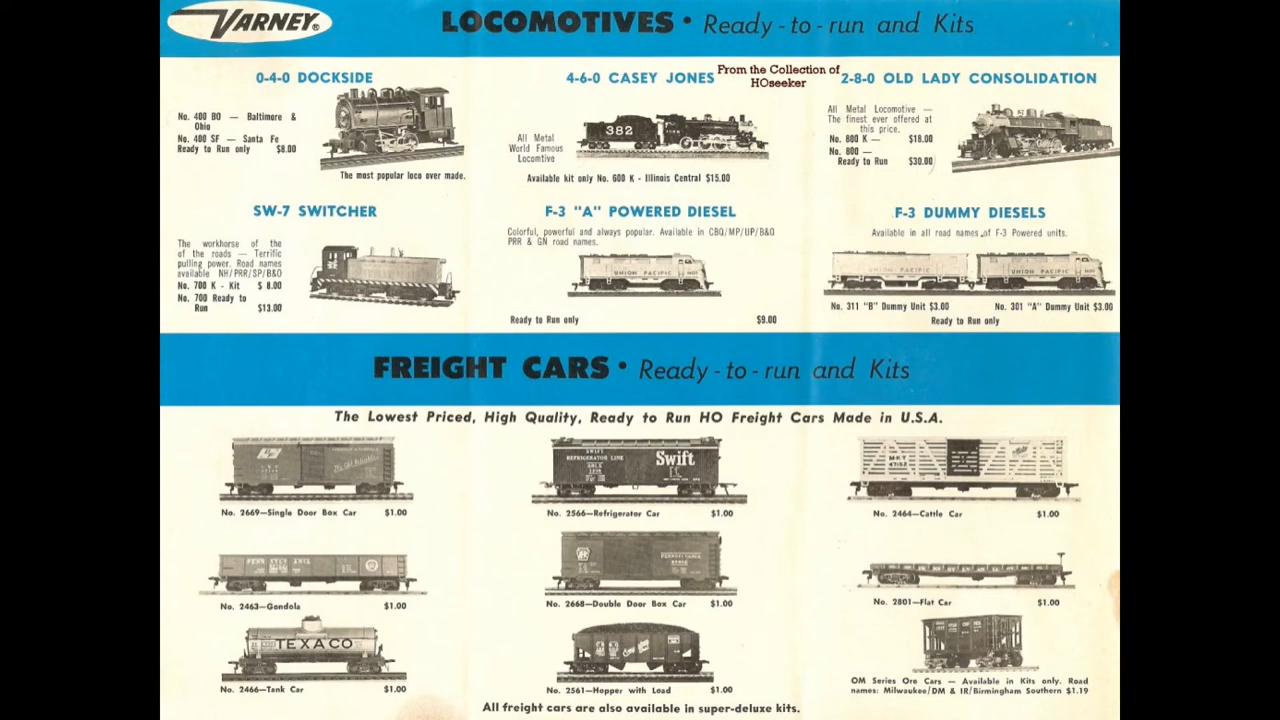 VARNEY®
LOCOMOTIVES • Ready-to-run and Kits
0-4-0 DOCKSIDE
No. 400 BO — Baltimore &
Ohio
No. 400 SF — Santa Fe
Ready to Run only $8.00
The most popular loco over made.
4-6-0 CASEY JONES
From the Collection of
HOseeker
All Metal
World Famous
Locomtive
382
Available kit only No. 600 K - Illinois Central $15.00
2-8-0 OLD LADY CONSOLIDATION
All Metal Locomotive —
The finest ever offered at
this price.
No. 800 K — $18.00
No. 800 —
Ready to Run $30.00
SW-7 SWITCHER
The workhorse of the
of the roads — Terrific
pulling power. Road names
available NH/PRR/SP/B&O
No. 700 K - Kit $ 8.00
No. 700 Ready to
Run $13.00
F-3 "A" POWERED DIESEL
Colorful, powerful and always popular. Available in CBQ/MP/UP/B&O
PRR & GN road names.
UNION PACIFIC
Ready to Run only $9.00
F-3 DUMMY DIESELS
Available in all road names of F-3 Powered units.
UNION PACIFIC
UNION PACIFIC
No. 311 "B" Dummy Unit $3.00 No. 301 "A" Dummy Unit $3.00
Ready to Run only
FREIGHT CARS • Ready-to-run and Kits
The Lowest Priced, High Quality, Ready to Run HO Freight Cars Made in U.S.A.
No. 2669—Single Door Box Car $1.00
SWIFT
REFRIGERATOR LINE
Swift
No. 2566—Refrigerator Car $1.00
M-K-T
47152
No. 2464—Cattle Car $1.00
PENNSYLVANIA
No. 2463—Gondola $1.00
PENNSYLVANIA
No. 2668—Double Door Box Car $1.00
No. 2801—Flat Car $1.00
TEXACO
No. 2466—Tank Car $1.00
No. 2561—Hopper with Load $1.00
OM Series Ore Cars — Available in Kits only. Road
names: Milwaukee/DM & IR/Birmingham Southern $1.19
All freight cars are also available in super-deluxe kits.